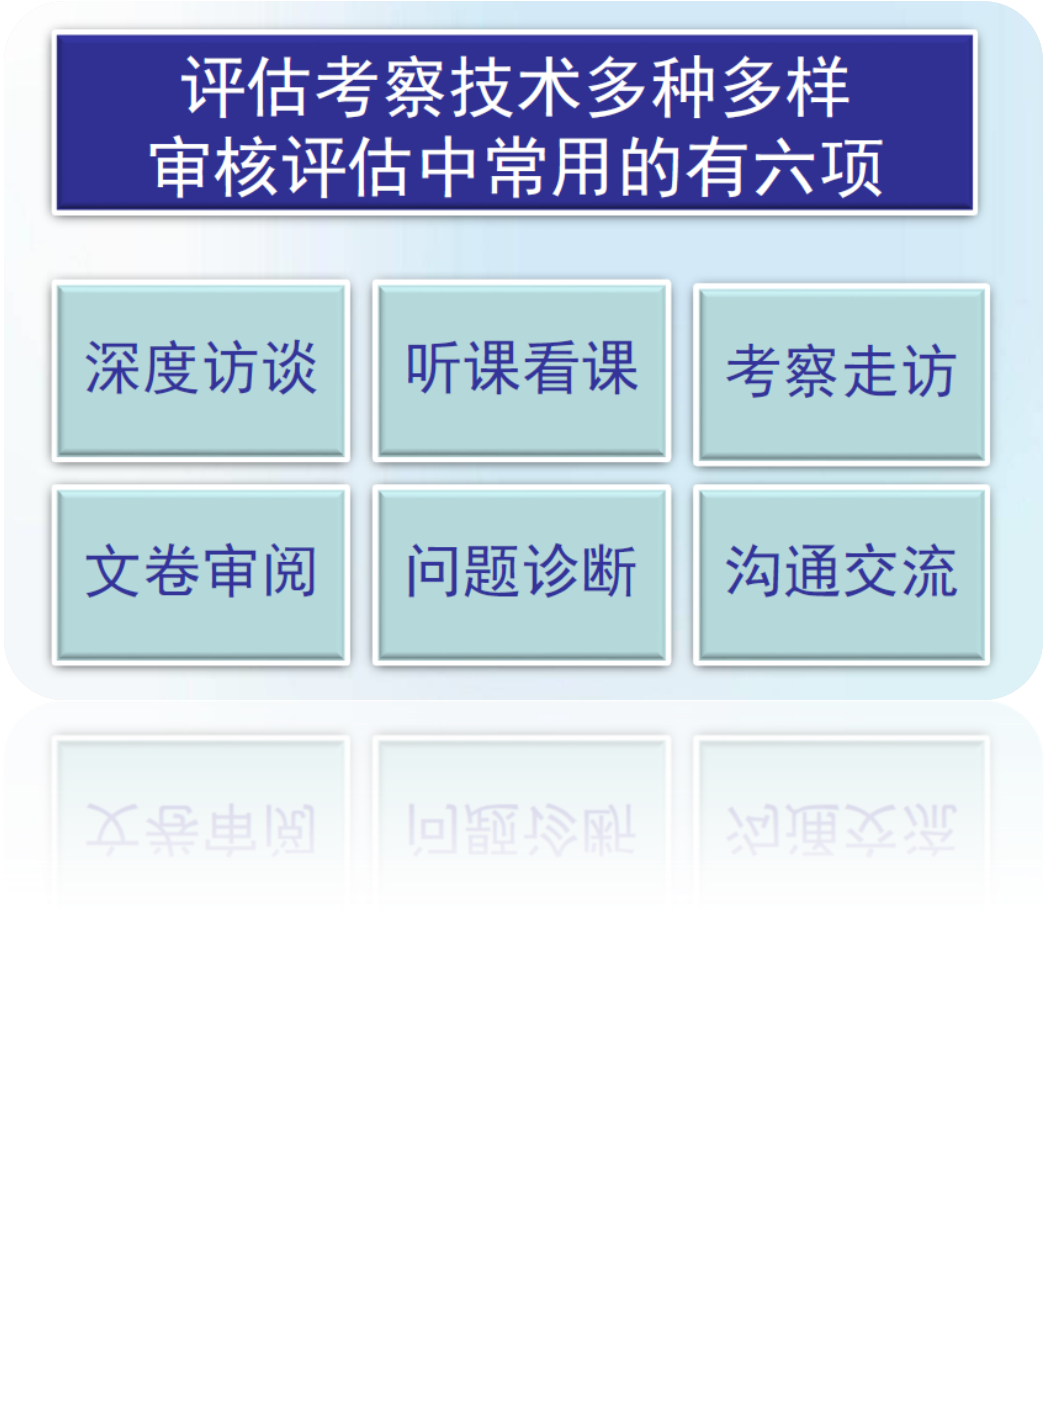 评估考察技术多种多样
审核评估中常用的有六项
深度访谈
听课看课
考察走访
文卷审阅
问题诊断
沟通交流